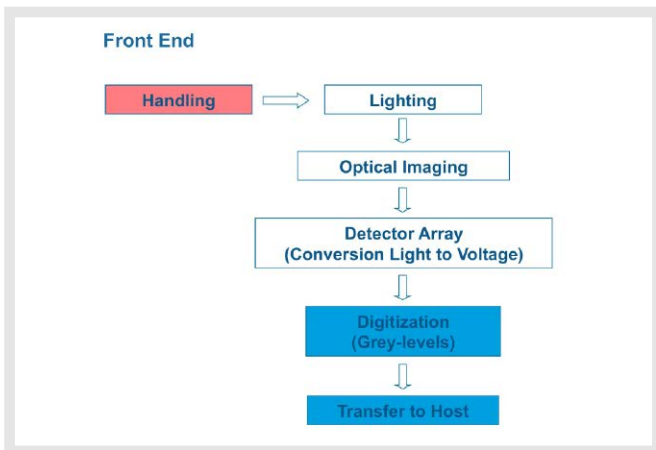 Front End
Handling
Lighting
Optical Imaging
Detector Array
(Conversion Light to Voltage)
Digitization
(Grey-levels)
Transfer to Host